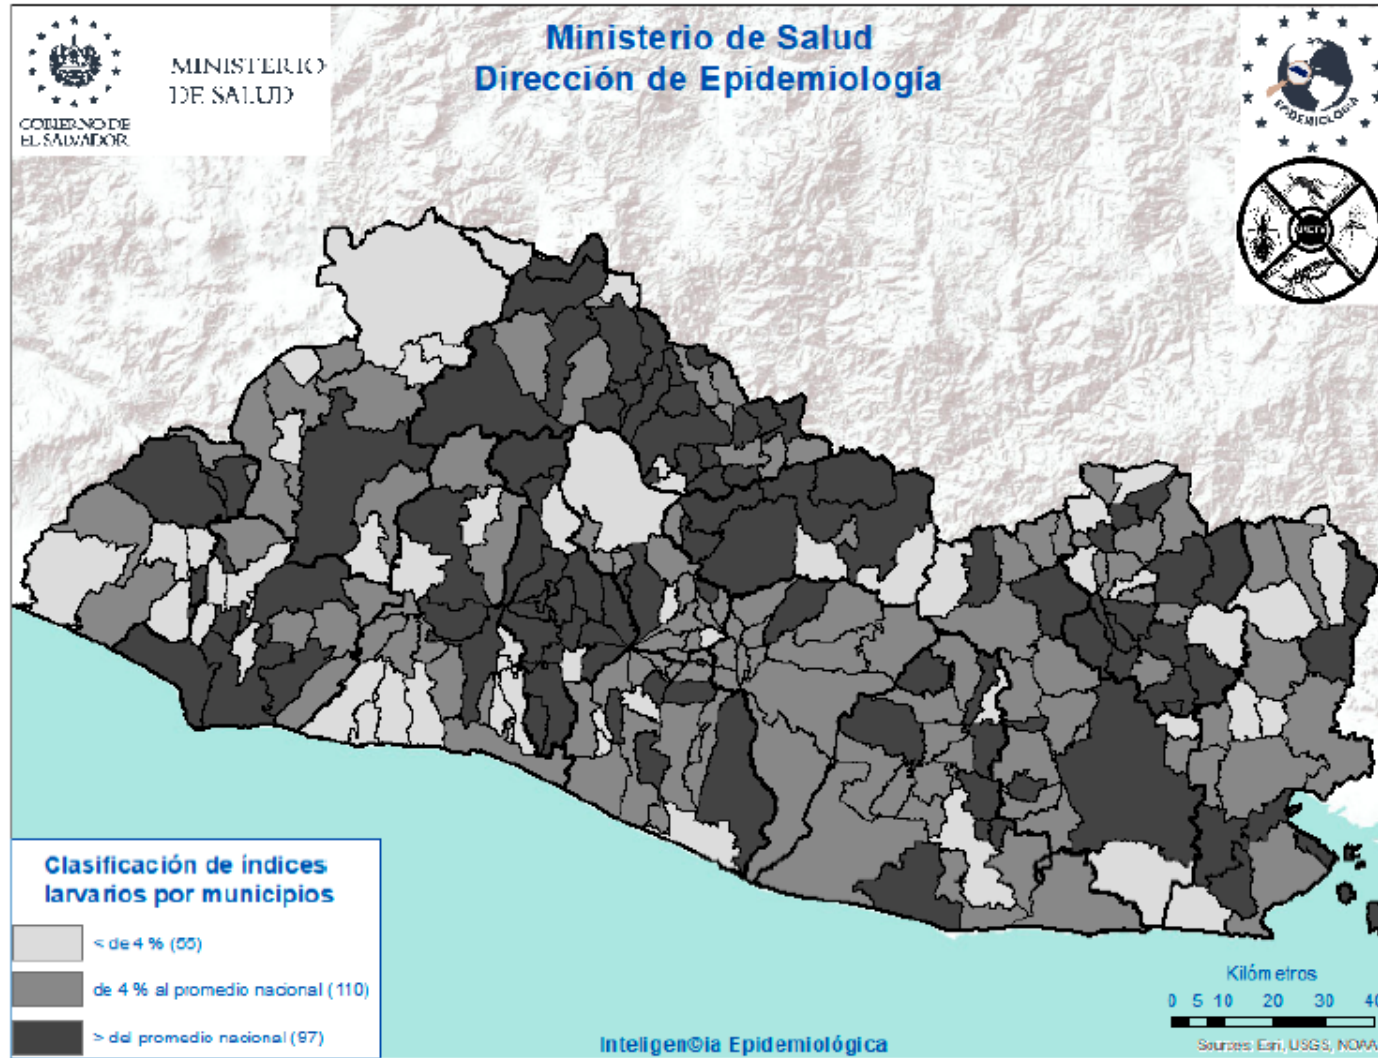 Ministerio de Salud
Dirección de Epidemiología
MINISTERIO
DE SALUD
GOBIERNO DE
EL SALVADOR
EPIDEMIOLOGÍA
Clasificación de índices
larvarios por municipios
< de 4 % (55)
de 4 % al promedio nacional (110)
> del promedio nacional (97)
Inteligen©ia Epidemiológica
Kilómetros
0 5 10 20 30 40
Sources: Esri, USGS, NOAA